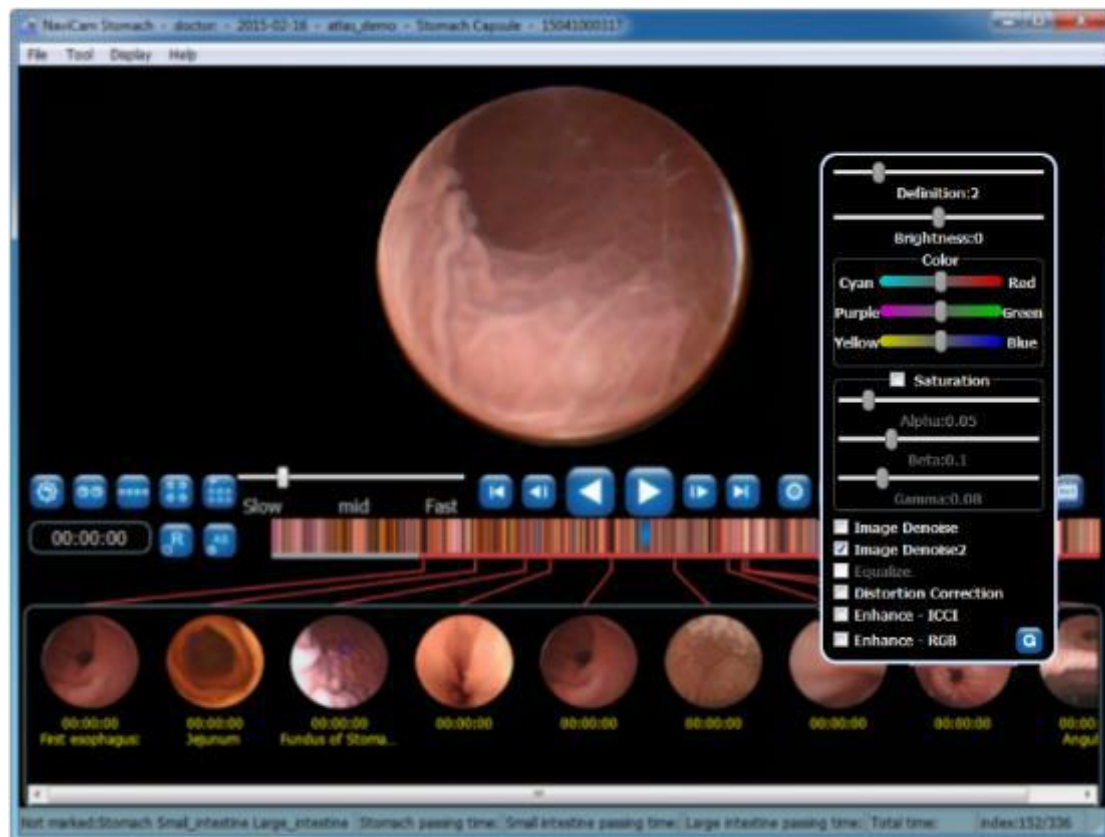 NaviCam Stomach - doctor - 2015-02-16 - atlas_demo - Stomach Capsule - 15041000317
File Tool Display Help
Definition:2
Brightness:0
Color
Cyan Red
Purple Green
Yellow Blue
Saturation
Alpha:0.05
Beta:0.1
Gamma:0.08
Slow mid Fast
00:00:00 R AB
Image Denoise
Image Denoise2
Equalize
Distortion Correction
Enhance - ICCI
Enhance - RGB
00:00:00 00:00:00 00:00:00 00:00:00 00:00:00 00:00:00 00:00:00 00:00:00 00:00
Fest esophagus: Jejunum Fundus of Stoma... Angul
Not marked:Stomach Small_intestine Large_intestine Stomach passing time: Small intestine passing time: Large intestine passing time: Total time: index:152/336